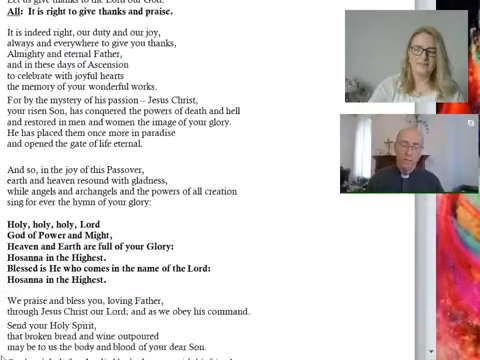 Let us give thanks to the Lord our God.
All: It is right to give thanks and praise.
It is indeed right, our duty and our joy,
always and everywhere to give you thanks,
Almighty and eternal Father,
and in these days of Ascension
to celebrate with joyful hearts
the memory of your wonderful works.
For by the mystery of his passion – Jesus Christ,
your risen Son, has conquered the powers of death and hell
and restored in men and women the image of your glory.
He has placed them once more in paradise
and opened the gate of life eternal.
And so, in the joy of this Passover,
earth and heaven resound with gladness,
while angels and archangels and the powers of all creation
sing for ever the hymn of your glory:
Holy, holy, holy, Lord
God of Power and Might,
Heaven and Earth are full of your Glory:
Hosanna in the Highest.
Blessed is He who comes in the name of the Lord:
Hosanna in the Highest.
We praise and bless you, loving Father,
through Jesus Christ our Lord; and as we obey his command.
Send your Holy Spirit,
that broken bread and wine outpoured
may be to us the body and blood of your dear Son.